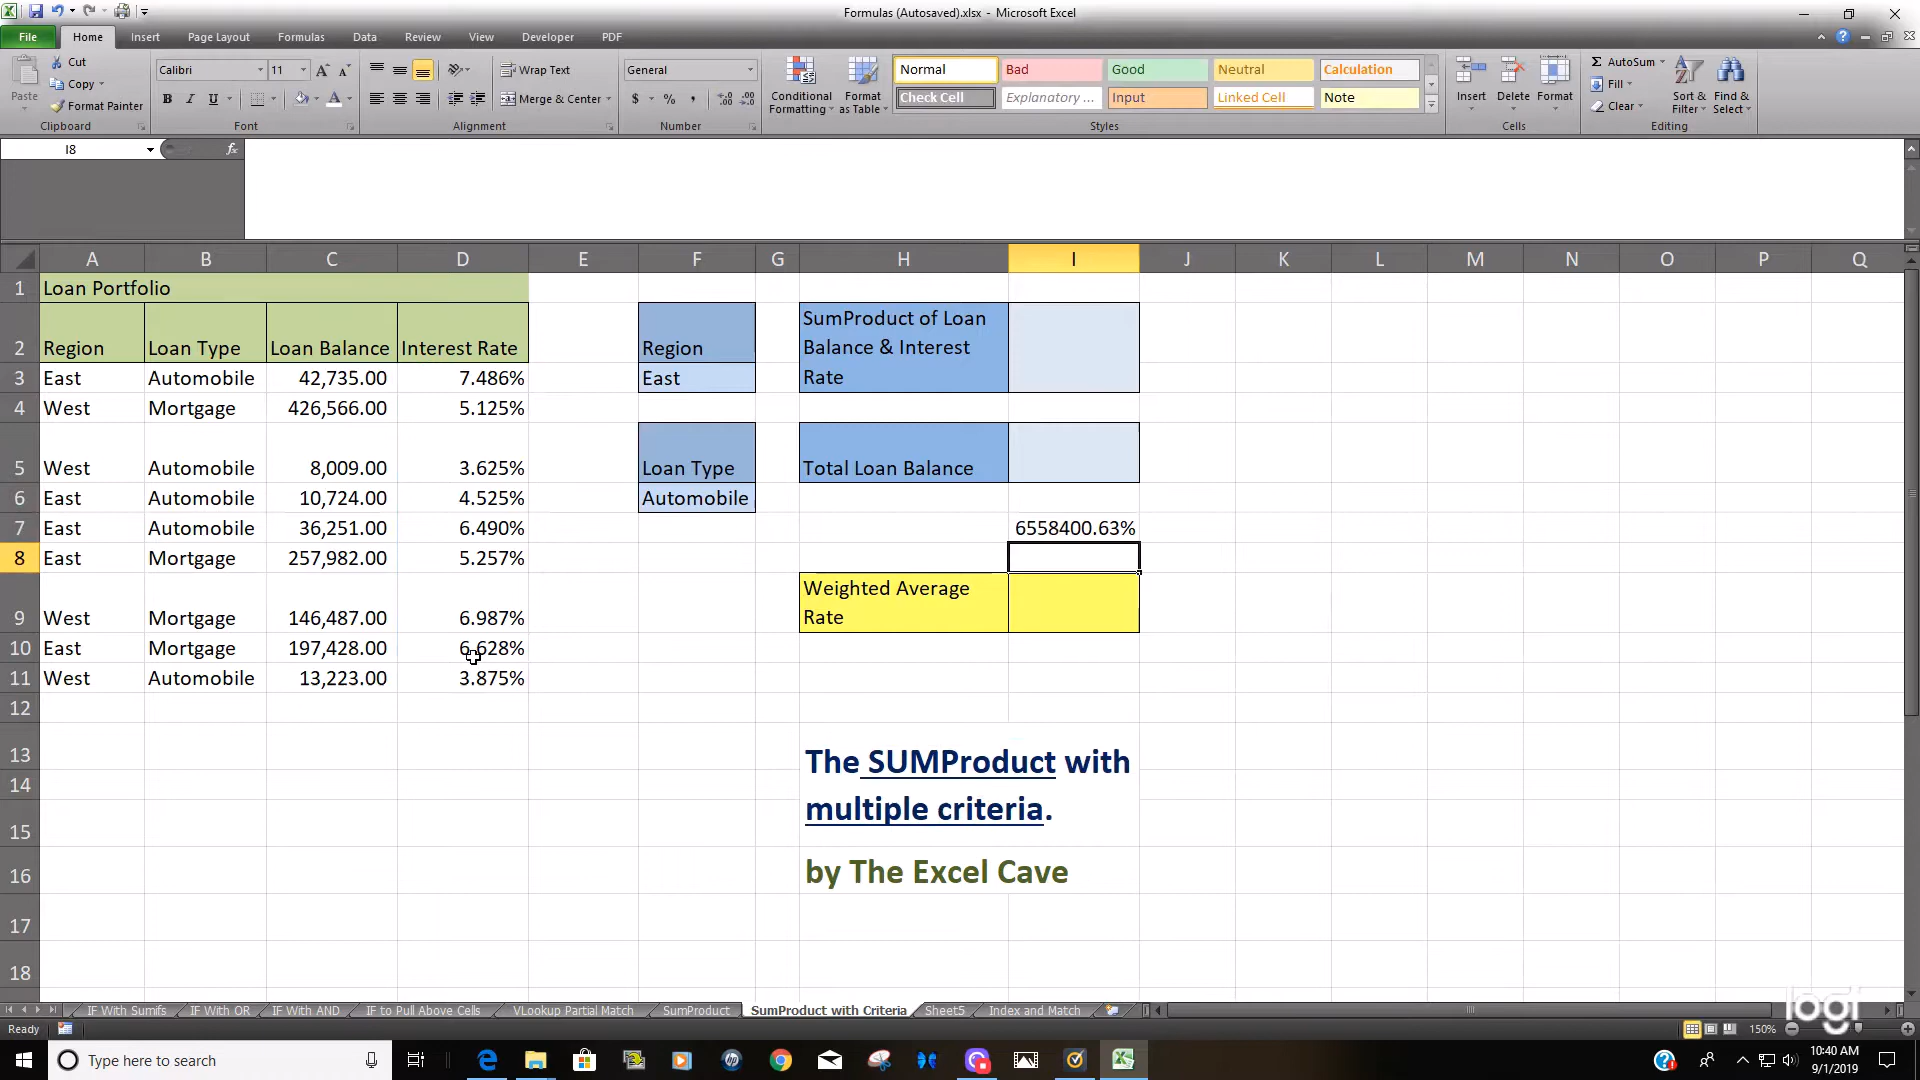 Formulas (Autosaved).xlsx - Microsoft Excel
File Home Insert Page Layout Formulas Data Review View Developer PDF
Paste
Cut
Copy
Format Painter
Clipboard
Calibri 11
B I U
Font
Wrap Text
Merge & Center
Alignment
General
$ % ,
Number
Conditional Formatting
Format as Table
Normal Bad Good Neutral Calculation
Check Cell Explanatory ... Input Linked Cell Note
Styles
Insert Delete Format
Cells
Σ AutoSum
Fill
Clear
Sort & Filter
Find & Select
Editing
I8 fx
A B C D E F G H I J K L M N O P Q
1 Loan Portfolio
2 Region Loan Type Loan Balance Interest Rate
3 East Automobile 42,735.00 7.486%
4 West Mortgage 426,566.00 5.125%
5 West Automobile 8,009.00 3.625%
6 East Automobile 10,724.00 4.525%
7 East Automobile 36,251.00 6.490%
8 East Mortgage 257,982.00 5.257%
9 West Mortgage 146,487.00 6.987%
10 East Mortgage 197,428.00 6.628%
11 West Automobile 13,223.00 3.875%
12
13
14
15
16
17
18
Region
East
Loan Type
Automobile
SumProduct of Loan
Balance & Interest
Rate
Total Loan Balance
6558400.63%
Weighted Average
Rate
The SUMProduct with
multiple criteria.
by The Excel Cave
IF With Sumifs IF With OR IF With AND IF to Pull Above Cells VLookup Partial Match SumProduct SumProduct with Criteria Sheet5 Index and Match
logi
Ready 150%
Type here to search
10:40 AM
9/1/2019